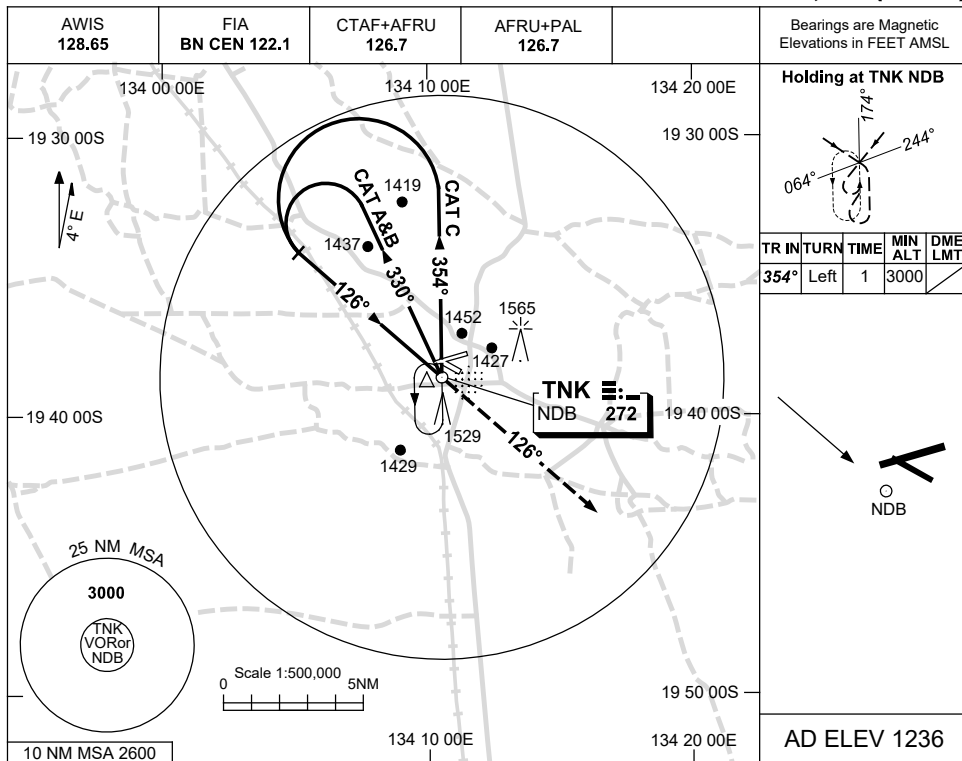 AWIS
128.65
FIA
BN CEN 122.1
CTAF+AFRU
126.7
AFRU+PAL
126.7
Bearings are Magnetic
Elevations in FEET AMSL
134 00 00E
134 10 00E
134 20 00E
19 30 00S
19 30 00S
4° E
CAT A&B
CAT C
1419
1437
330°
354°
126°
1452
1565
1427
TNK
NDB 272
19 40 00S
19 40 00S
1529
1429
126°
25 NM MSA
3000
TNK
VORor
NDB
Scale 1:500,000
0 5NM
19 50 00S
10 NM MSA 2600
134 10 00E
134 20 00E
Holding at TNK NDB
174°
244°
064°
TR IN TURN TIME MIN ALT DME LMT
354° Left 1 3000
NDB
AD ELEV 1236